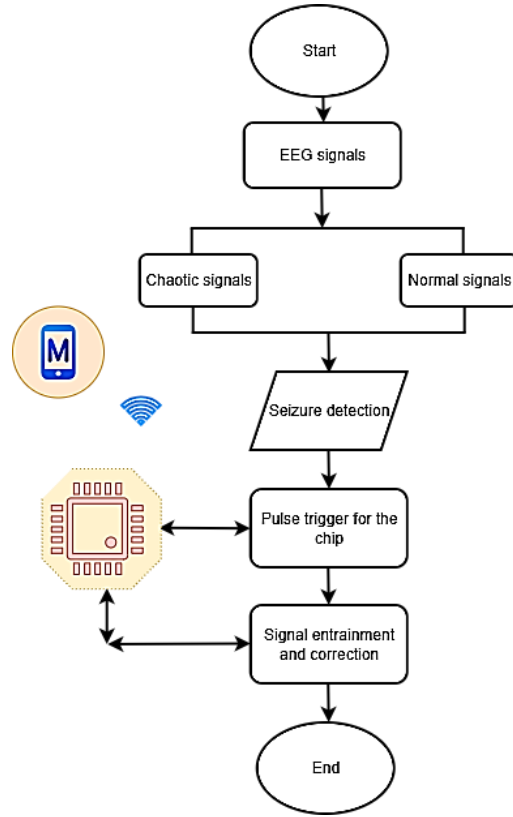 Start
EEG signals
Chaotic signals
Normal signals
M
Seizure detection
Pulse trigger for the
chip
Signal entrainment
and correction
End